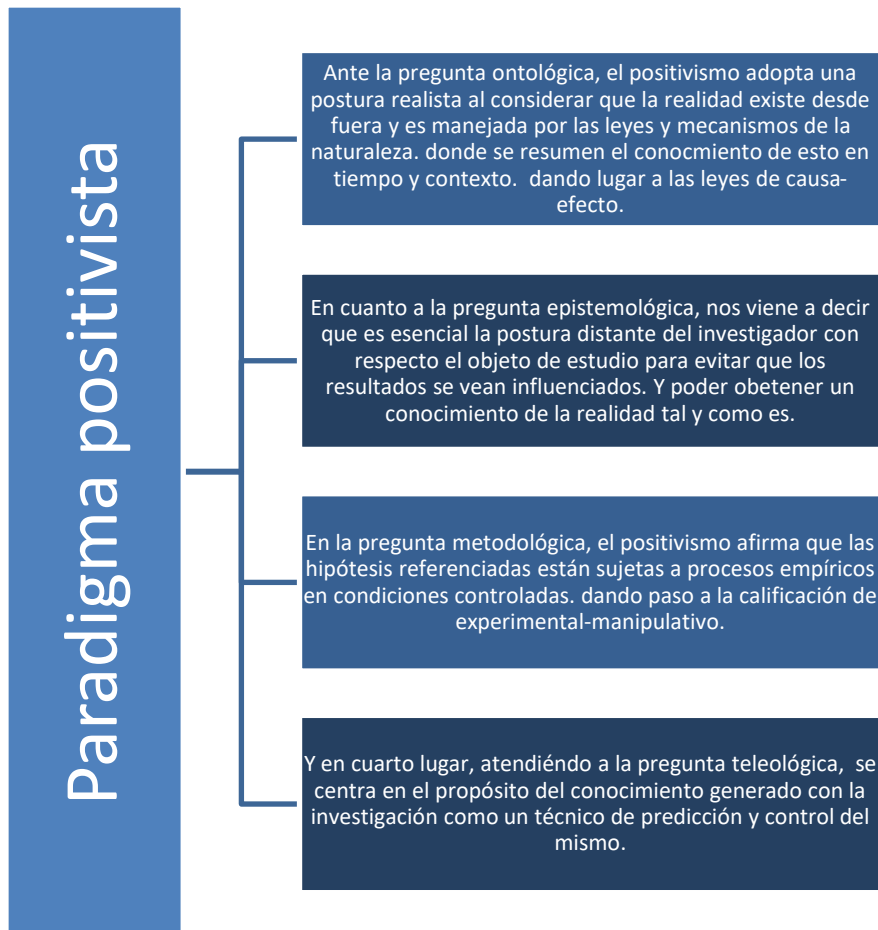 Paradigma positivista
Ante la pregunta ontológica, el positivismo adopta una
postura realista al considerar que la realidad existe desde
fuera y es manejada por las leyes y mecanismos de la
naturaleza. donde se resumen el conocmiento de esto en
tiempo y contexto. dando lugar a las leyes de causa-
efecto.
En cuanto a la pregunta epistemológica, nos viene a decir
que es esencial la postura distante del investigador con
respecto el objeto de estudio para evitar que los
resultados se vean influenciados. Y poder obetener un
conocimiento de la realidad tal y como es.
En la pregunta metodológica, el positivismo afirma que las
hipótesis referenciadas están sujetas a procesos empíricos
en condiciones controladas. dando paso a la calificación de
experimental-manipulativo.
Y en cuarto lugar, atendiéndo a la pregunta teleológica, se
centra en el propósito del conocimiento generado con la
investigación como un técnico de predicción y control del
mismo.